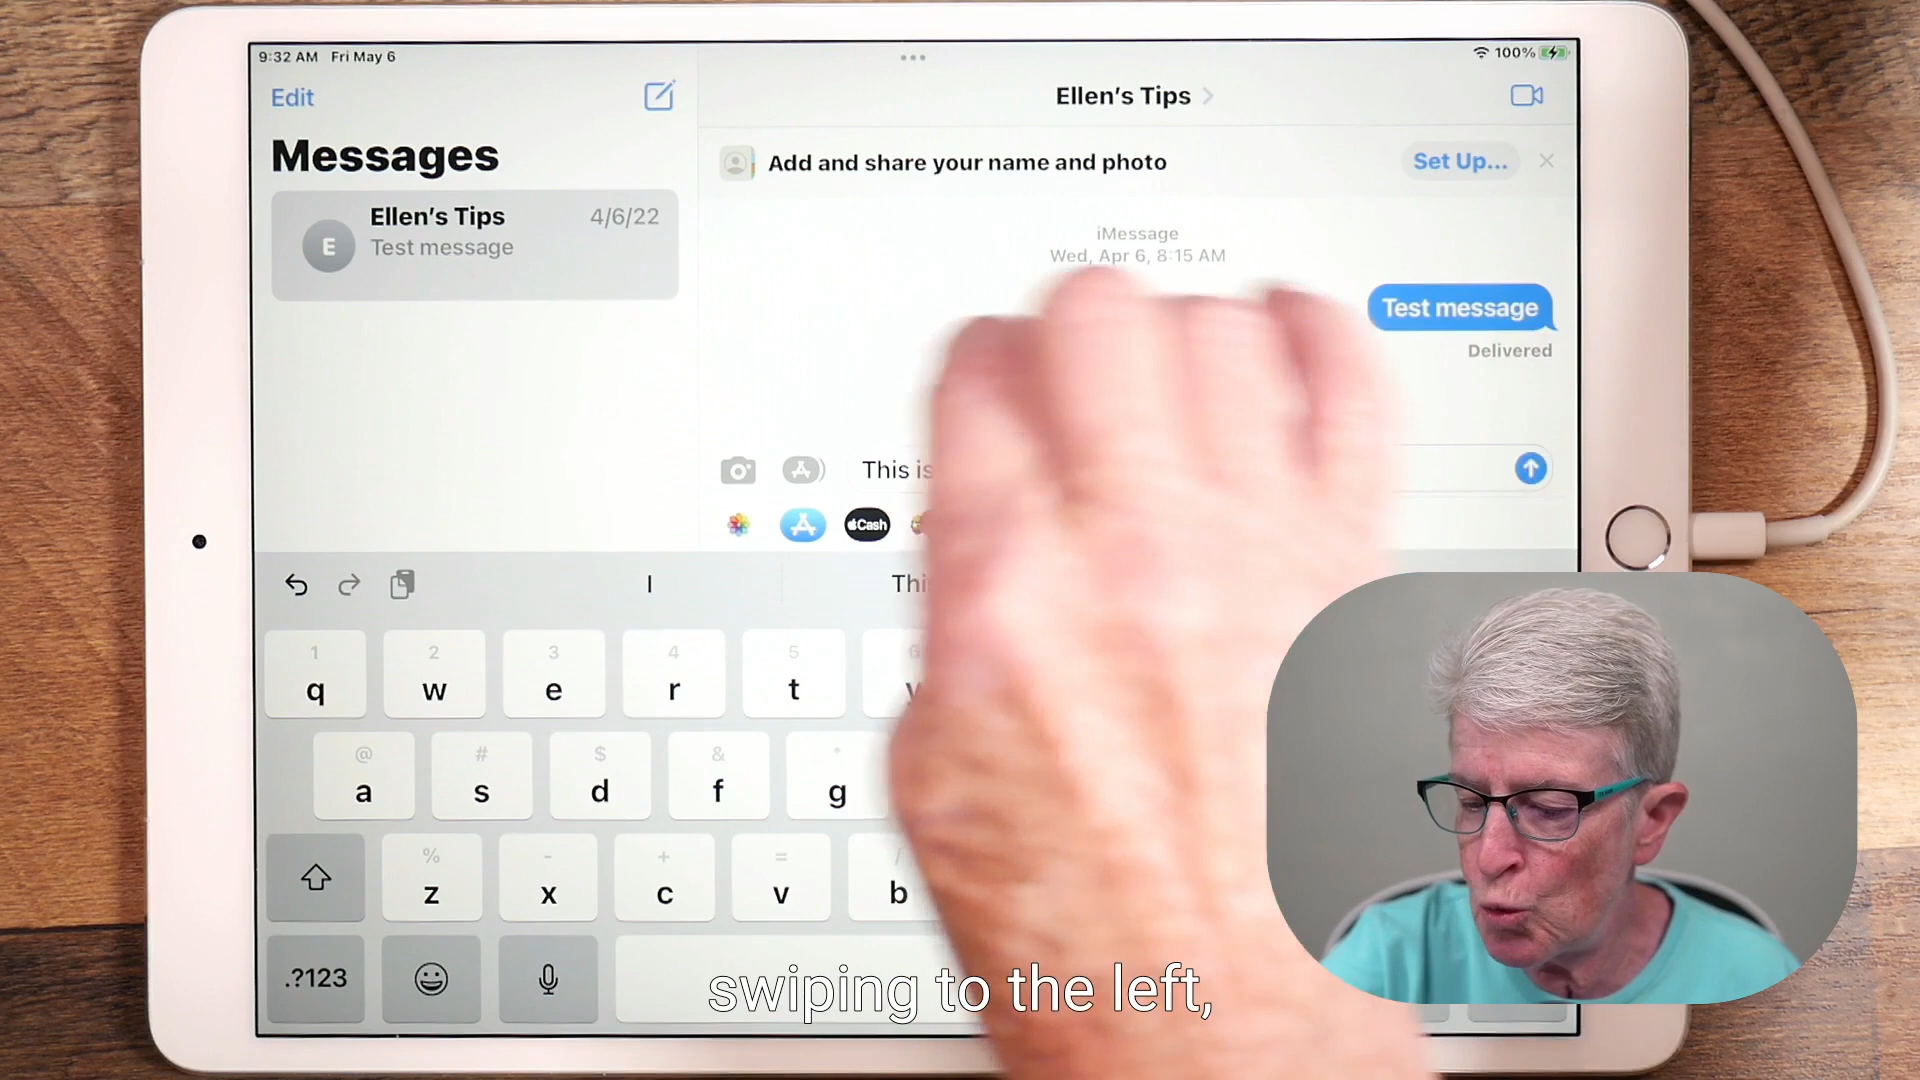 9:32 AM Fri May 6
100%
Edit
Ellen's Tips
Messages
Add and share your name and photo
Set Up...
Ellen's Tips 4/6/22
E
Test message
iMessage
Wed, Apr 6, 8:15 AM
Test message
Delivered
This is
Cash
I
1 2 3 4 5 6
q w e r t
@ # $ & *
a s d f g
% - + = /
z x c v b
.?123
swiping to the left,